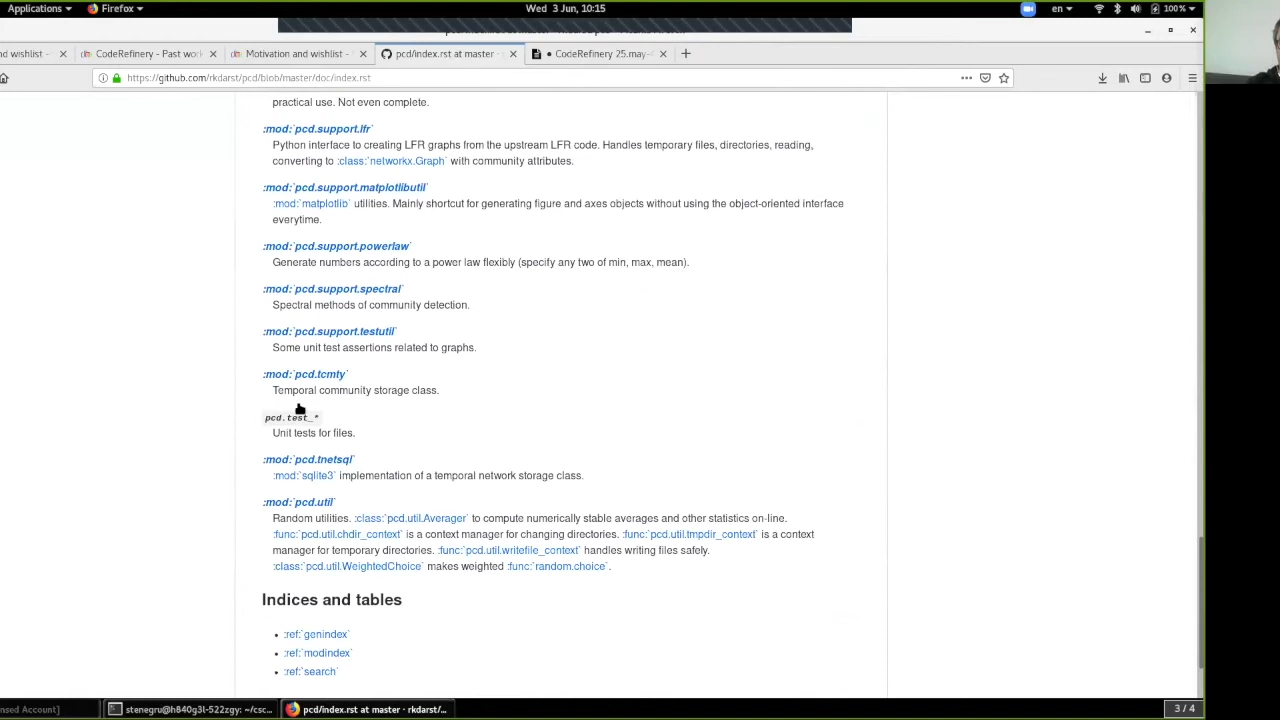 Applications
Firefox
Wed 3 Jun, 10:15
en
100%
nd wishlist -
CodeRefinery - Past work
Motivation and wishlist -
pcd/index.rst at master ·
CodeRefinery 25.may-
https://github.com/rkdarst/pcd/blob/master/doc/index.rst
practical use. Not even complete.
:mod:`pcd.support.lfr`
Python interface to creating LFR graphs from the upstream LFR code. Handles temporary files, directories, reading,
converting to :class:`networkx.Graph` with community attributes.
:mod:`pcd.support.matplotlibutil`
:mod:`matplotlib` utilities. Mainly shortcut for generating figure and axes objects without using the object-oriented interface
everytime.
:mod:`pcd.support.powerlaw`
Generate numbers according to a power law flexibly (specify any two of min, max, mean).
:mod:`pcd.support.spectral`
Spectral methods of community detection.
:mod:`pcd.support.testutil`
Some unit test assertions related to graphs.
:mod:`pcd.tcmty`
Temporal community storage class.
pcd.test_*
Unit tests for files.
:mod:`pcd.tnetsql`
:mod:`sqlite3` implementation of a temporal network storage class.
:mod:`pcd.util`
Random utilities. :class:`pcd.util.Averager` to compute numerically stable averages and other statistics on-line.
:func:`pcd.util.chdir_context` is a context manager for changing directories. :func:`pcd.util.tmpdir_context` is a context
manager for temporary directories. :func:`pcd.util.writefile_context` handles writing files safely.
:class:`pcd.util.WeightedChoice` makes weighted :func:`random.choice`.
Indices and tables
• :ref:`genindex`
• :ref:`modindex`
• :ref:`search`
nsed Account]
stenegru@h840g3l-522zgy: ~/csc...
pcd/index.rst at master · rkdarst/...
3 / 4